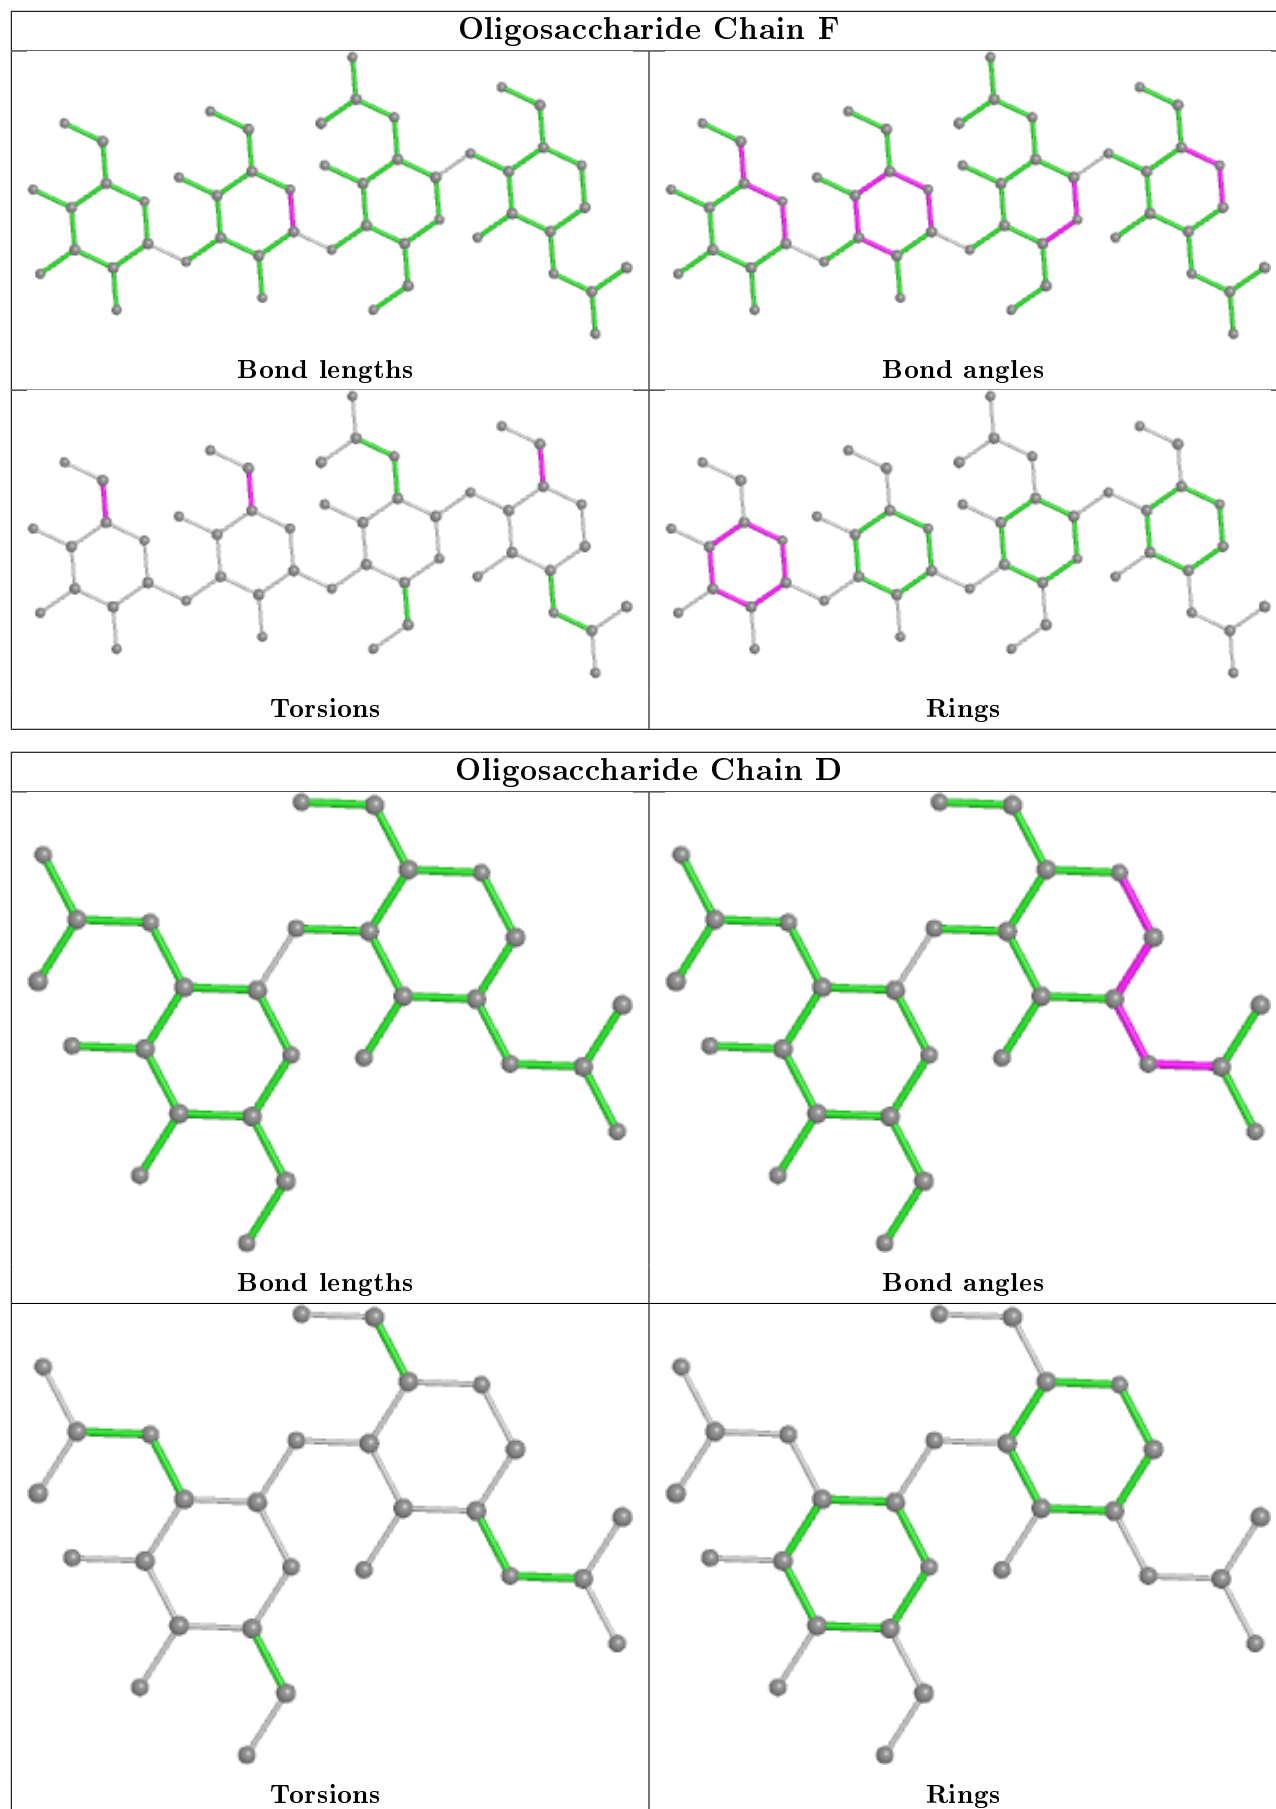 Oligosaccharide Chain F
Bond lengths
Bond angles
Torsions
Rings
Oligosaccharide Chain D
Bond lengths
Bond angles
Torsions
Rings